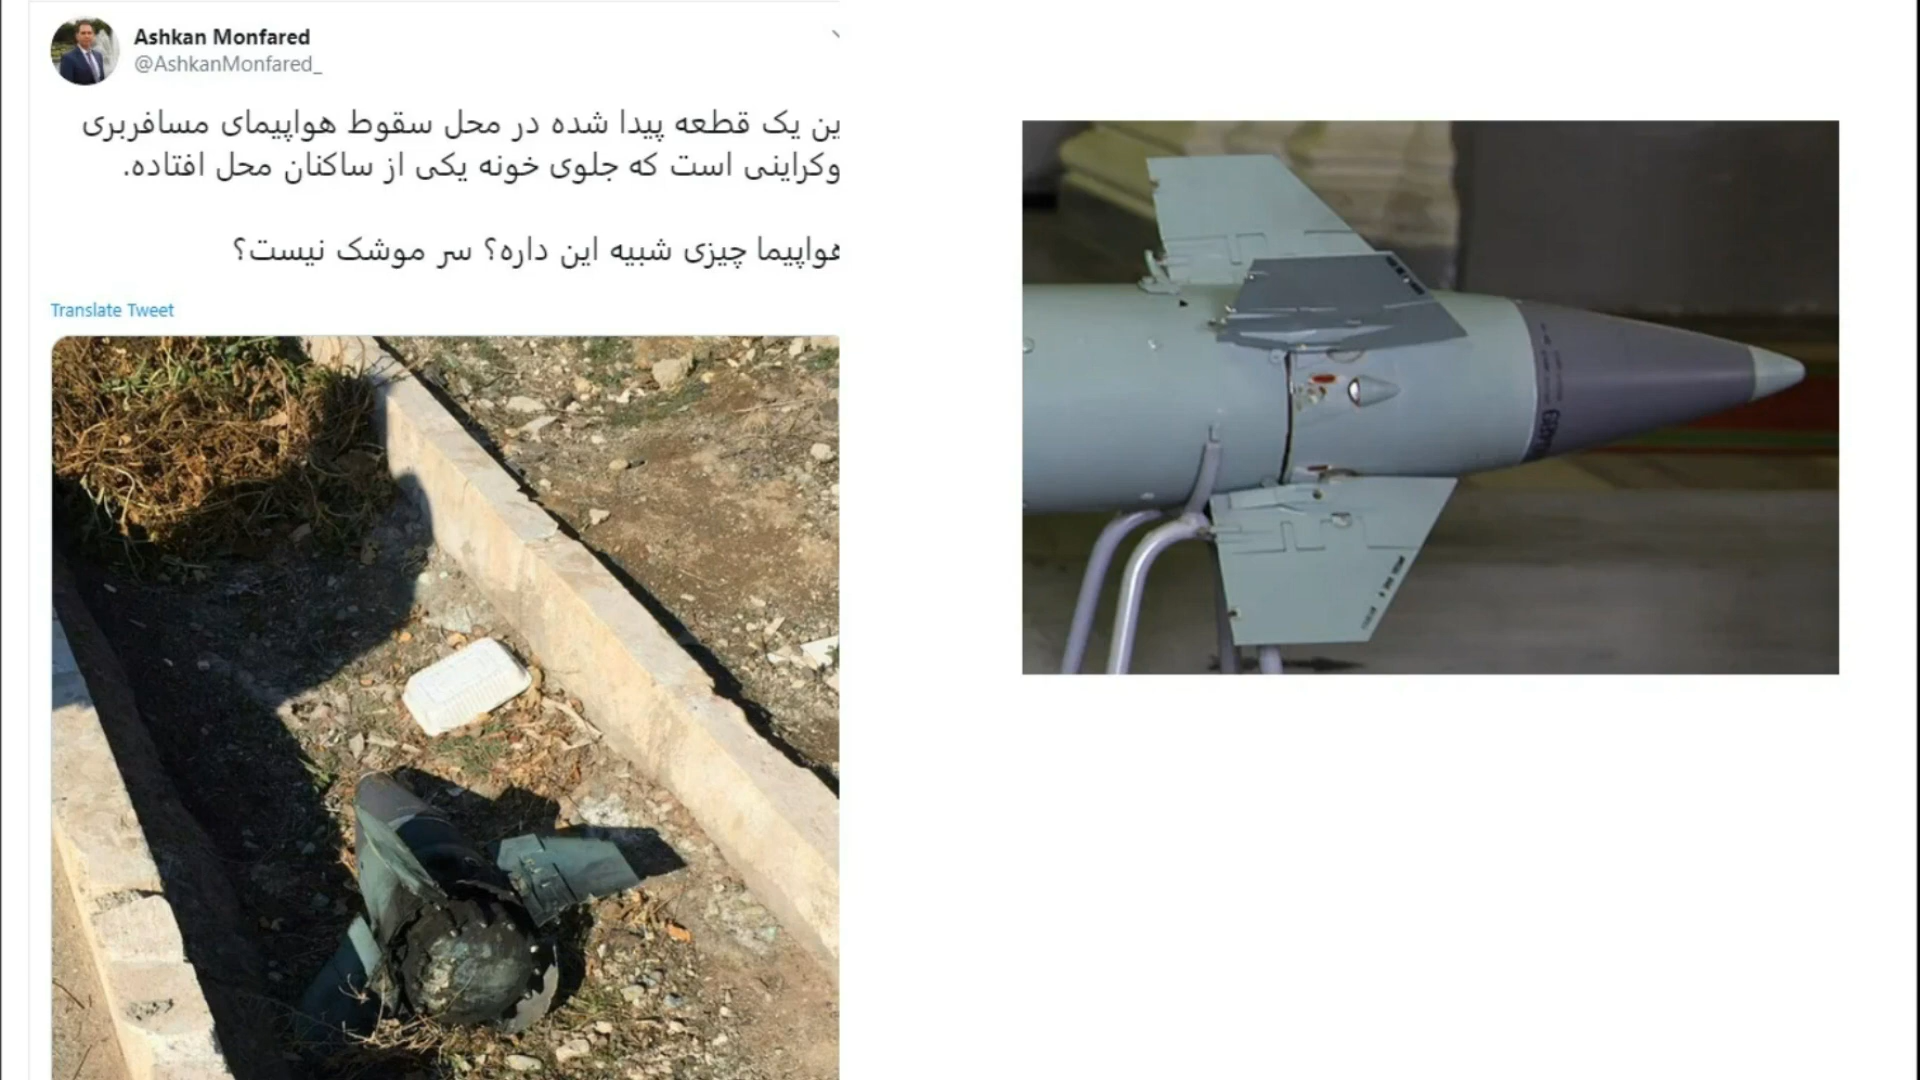 Ashkan Monfared
@AshkanMonfared_
ین یک قطعه پیدا شده در محل سقوط هواپیمای مسافربری
وکراینی است که جلوی خونه یکی از ساکنان محل افتاده.
هواپیما چیزی شبیه این داره؟ سر موشک نیست؟
Translate Tweet